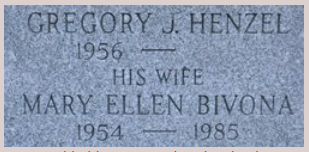 GREGORY J. HENZEL
1956 —
HIS WIFE
MARY ELLEN BIVONA
1954 — 1985